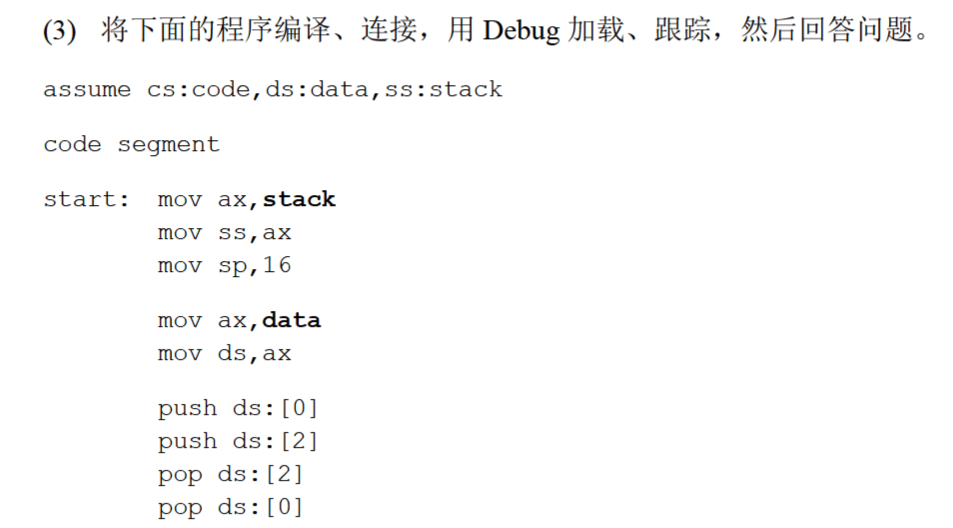 (3) 将下面的程序编译、连接，用 Debug 加载、跟踪，然后回答问题。
assume cs:code,ds:data,ss:stack
code segment
start: mov ax,stack
mov ss,ax
mov sp,16
mov ax,data
mov ds,ax
push ds:[0]
push ds:[2]
pop ds:[2]
pop ds:[0]